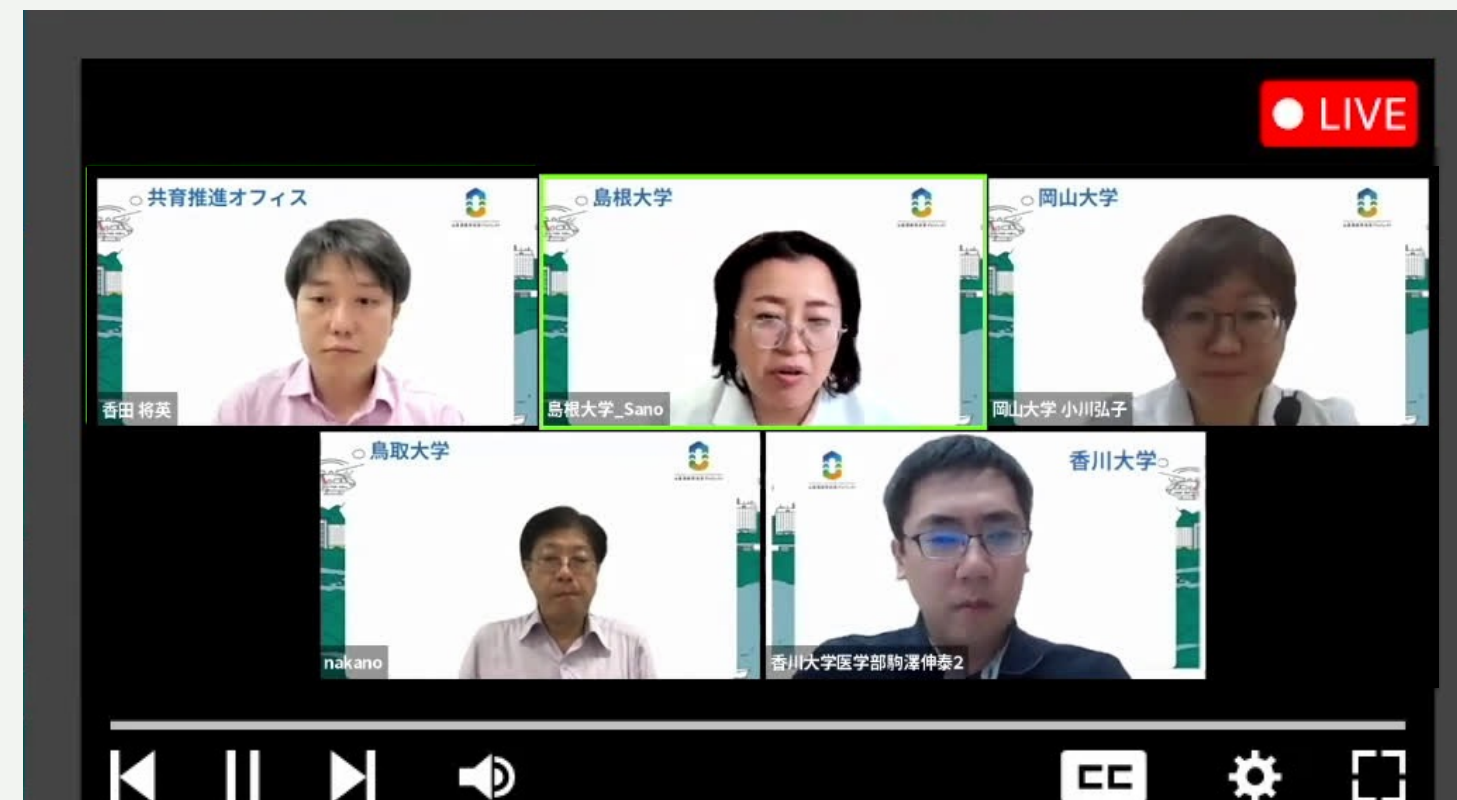 LIVE
共育推進オフィス
香田 将英
島根大学
島根大学_Sano
岡山大学
岡山大学 小川弘子
鳥取大学
nakano
香川大学
香川大学医学部駒澤伸泰2
CC